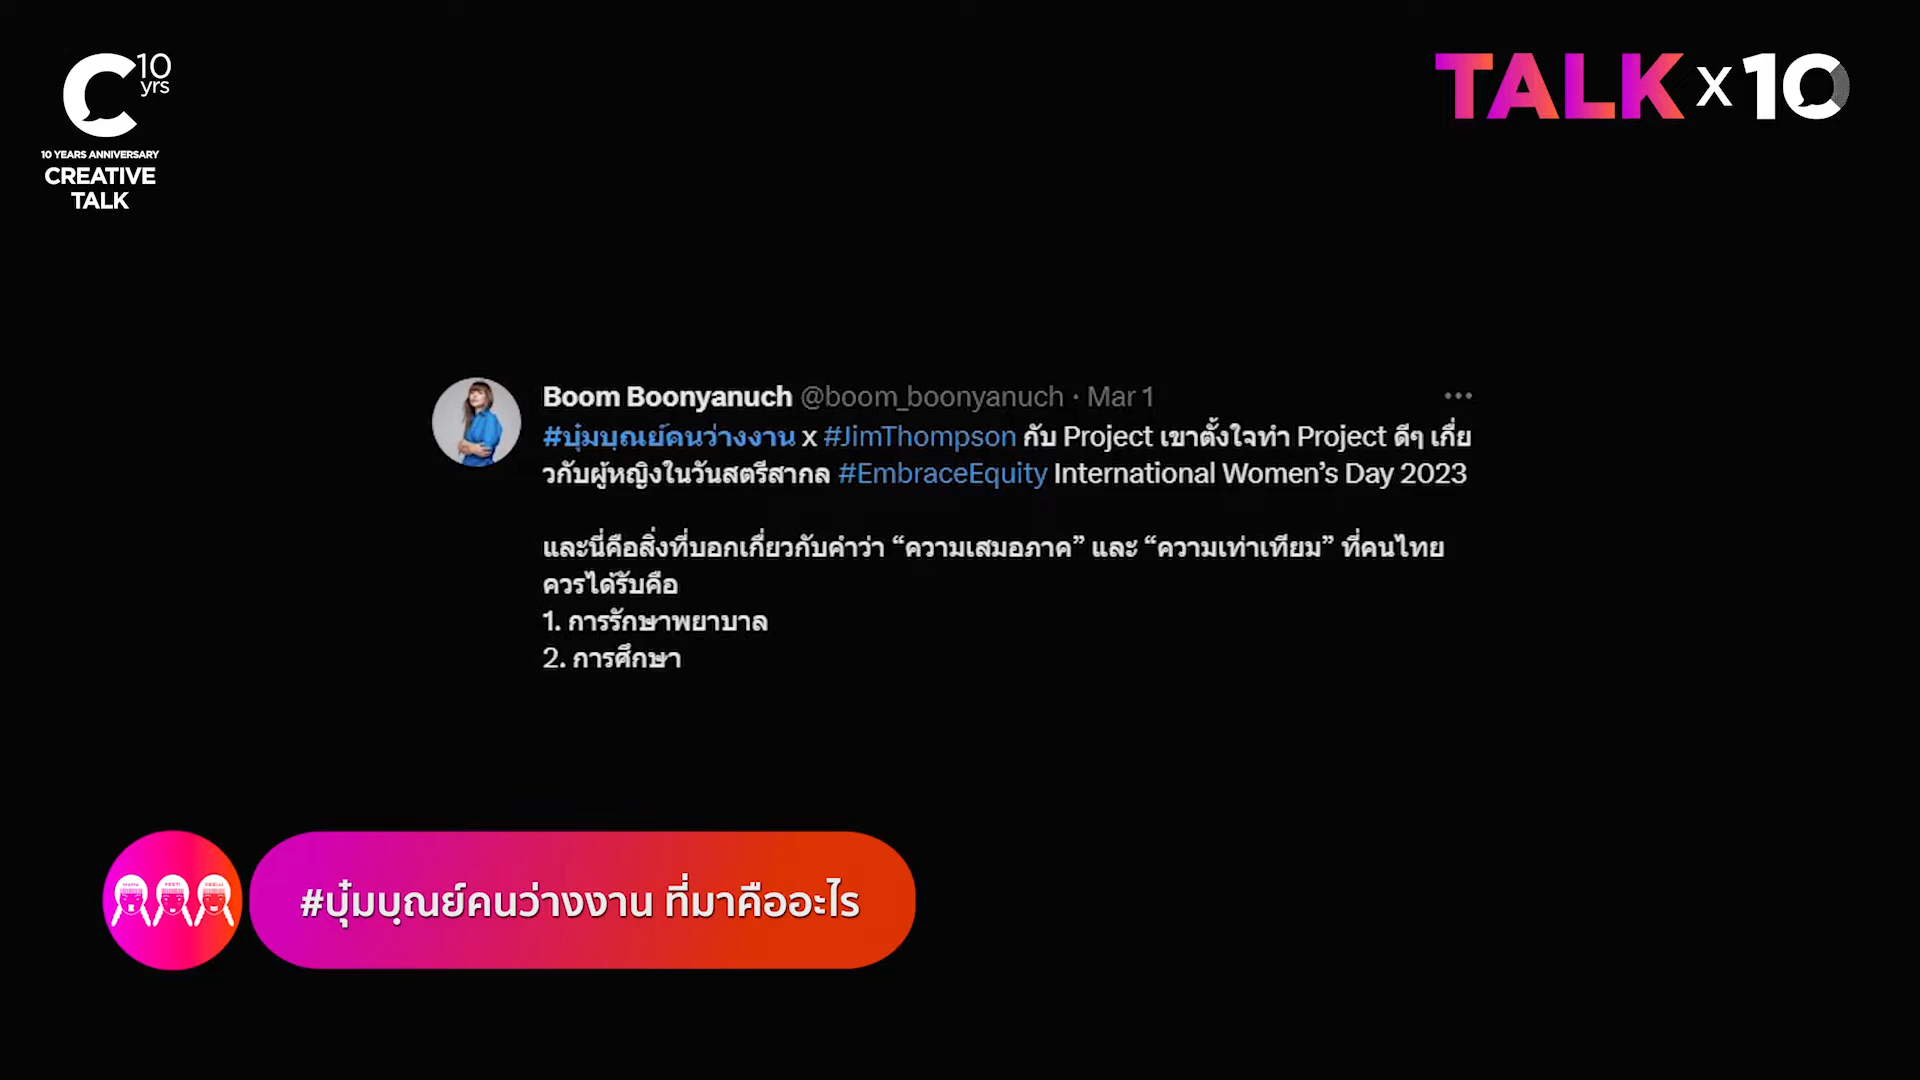 10
yrs
10 YEARS ANNIVERSARY
CREATIVE
TALK
TALK x 10
Boom Boonyanuch @boom_boonyanuch · Mar 1
#บุ๋มบุณย์คนว่างงาน x #JimThompson กับ Project เขาตั้งใจทำ Project ดีๆ เกี่ย
วกับผู้หญิงในวันสตรีสากล #EmbraceEquity International Women’s Day 2023
และนี่คือสิ่งที่บอกเกี่ยวกับคำว่า “ความเสมอภาค” และ “ความเท่าเทียม” ที่คนไทย
ควรได้รับคือ
1. การรักษาพยาบาล
2. การศึกษา
#บุ๋มบุณย์คนว่างงาน ที่มาคืออะไร